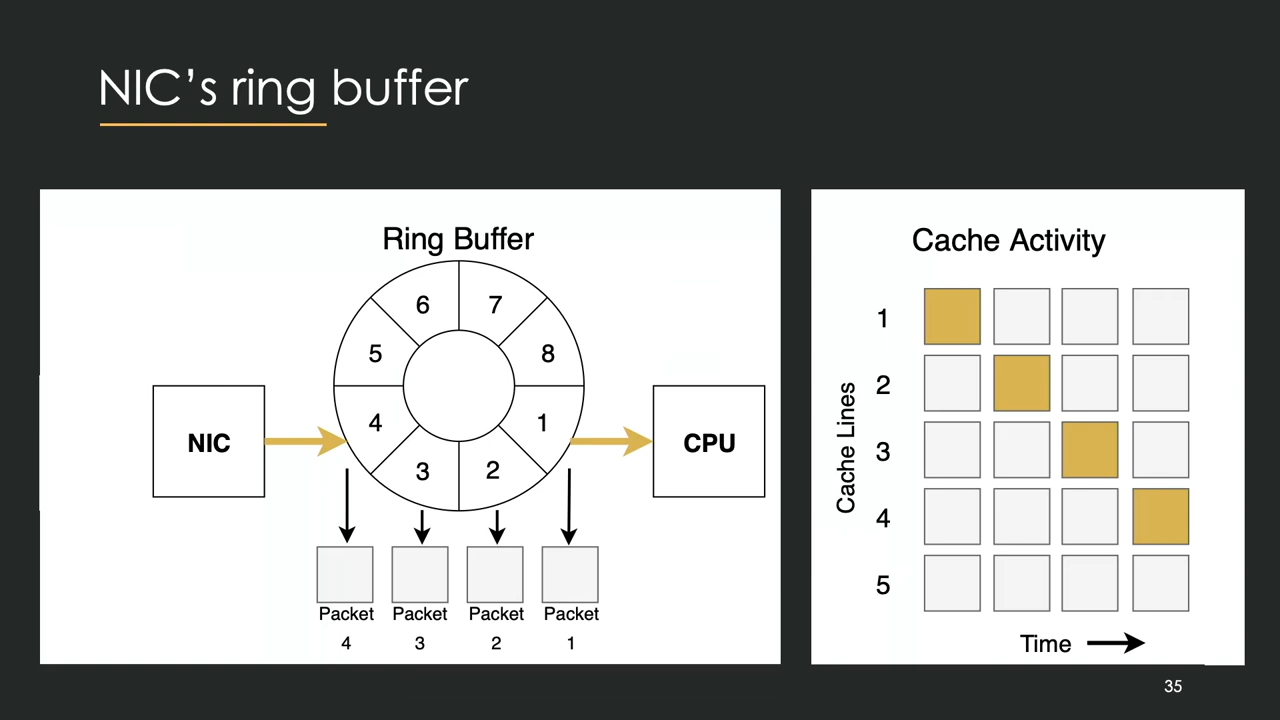 NIC’s ring buffer
Ring Buffer
6 7
5 8
4 1
3 2
NIC
CPU
Packet Packet Packet Packet
4 3 2 1
Cache Activity
Cache Lines
1
2
3
4
5
Time
35